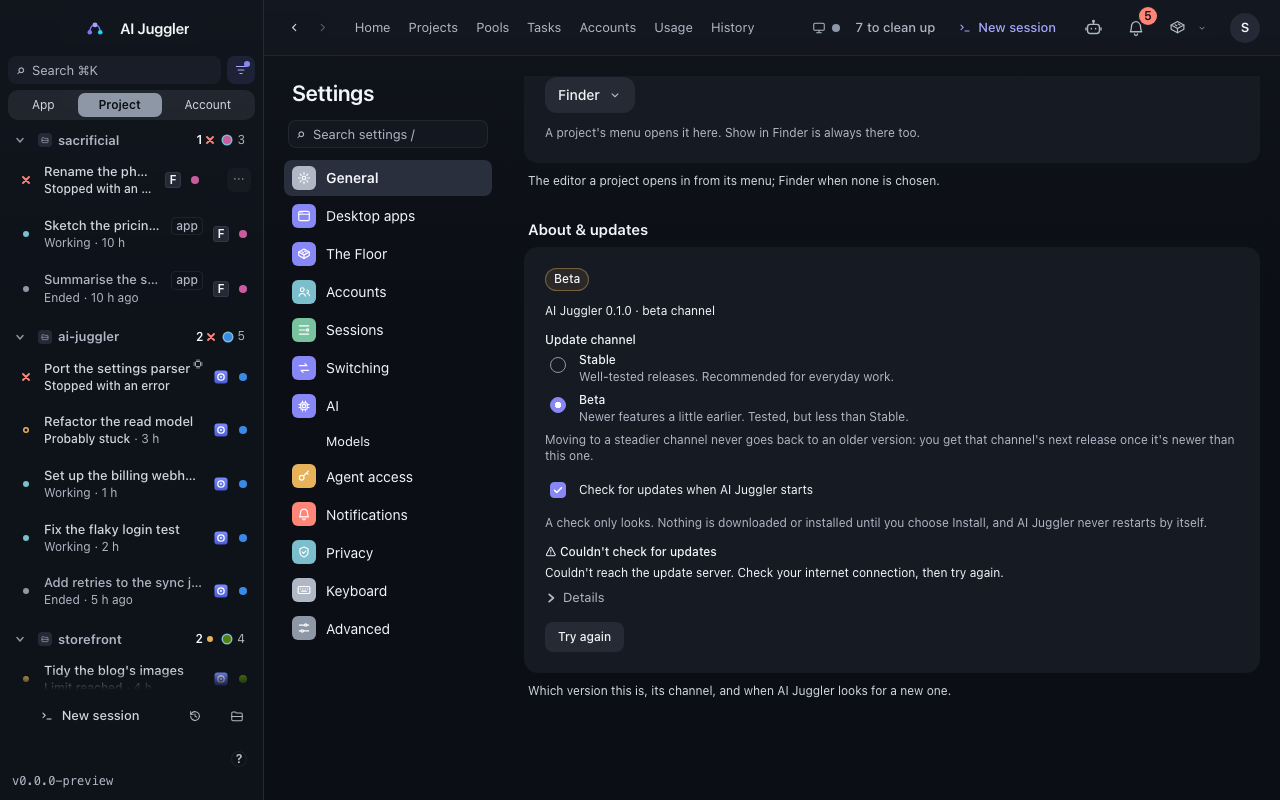 AI Juggler
Search ⌘K
App Project Account
sacrificial 1 3
Rename the ph...
Stopped with an ...
F
Sketch the pricin... app
Working · 10 h
F
Summarise the s... app
Ended · 10 h ago
F
ai-juggler 2 5
Port the settings parser
Stopped with an error
Refactor the read model
Probably stuck · 3 h
Set up the billing webh...
Working · 1 h
Fix the flaky login test
Working · 2 h
Add retries to the sync j...
Ended · 5 h ago
storefront 2 4
Tidy the blog's images
Limit reached · 4 h
New session
?
v0.0.0-preview
Home Projects Pools Tasks Accounts Usage History
7 to clean up
New session
5
S
Settings
Search settings /
General
Desktop apps
The Floor
Accounts
Sessions
Switching
AI
Models
Agent access
Notifications
Privacy
Keyboard
Advanced
Finder
A project's menu opens it here. Show in Finder is always there too.
The editor a project opens in from its menu; Finder when none is chosen.
About & updates
Beta
AI Juggler 0.1.0 · beta channel
Update channel
Stable
Well-tested releases. Recommended for everyday work.
Beta
Newer features a little earlier. Tested, but less than Stable.
Moving to a steadier channel never goes back to an older version: you get that channel's next release once it's newer than
this one.
Check for updates when AI Juggler starts
A check only looks. Nothing is downloaded or installed until you choose Install, and AI Juggler never restarts by itself.
Couldn't check for updates
Couldn't reach the update server. Check your internet connection, then try again.
Details
Try again
Which version this is, its channel, and when AI Juggler looks for a new one.